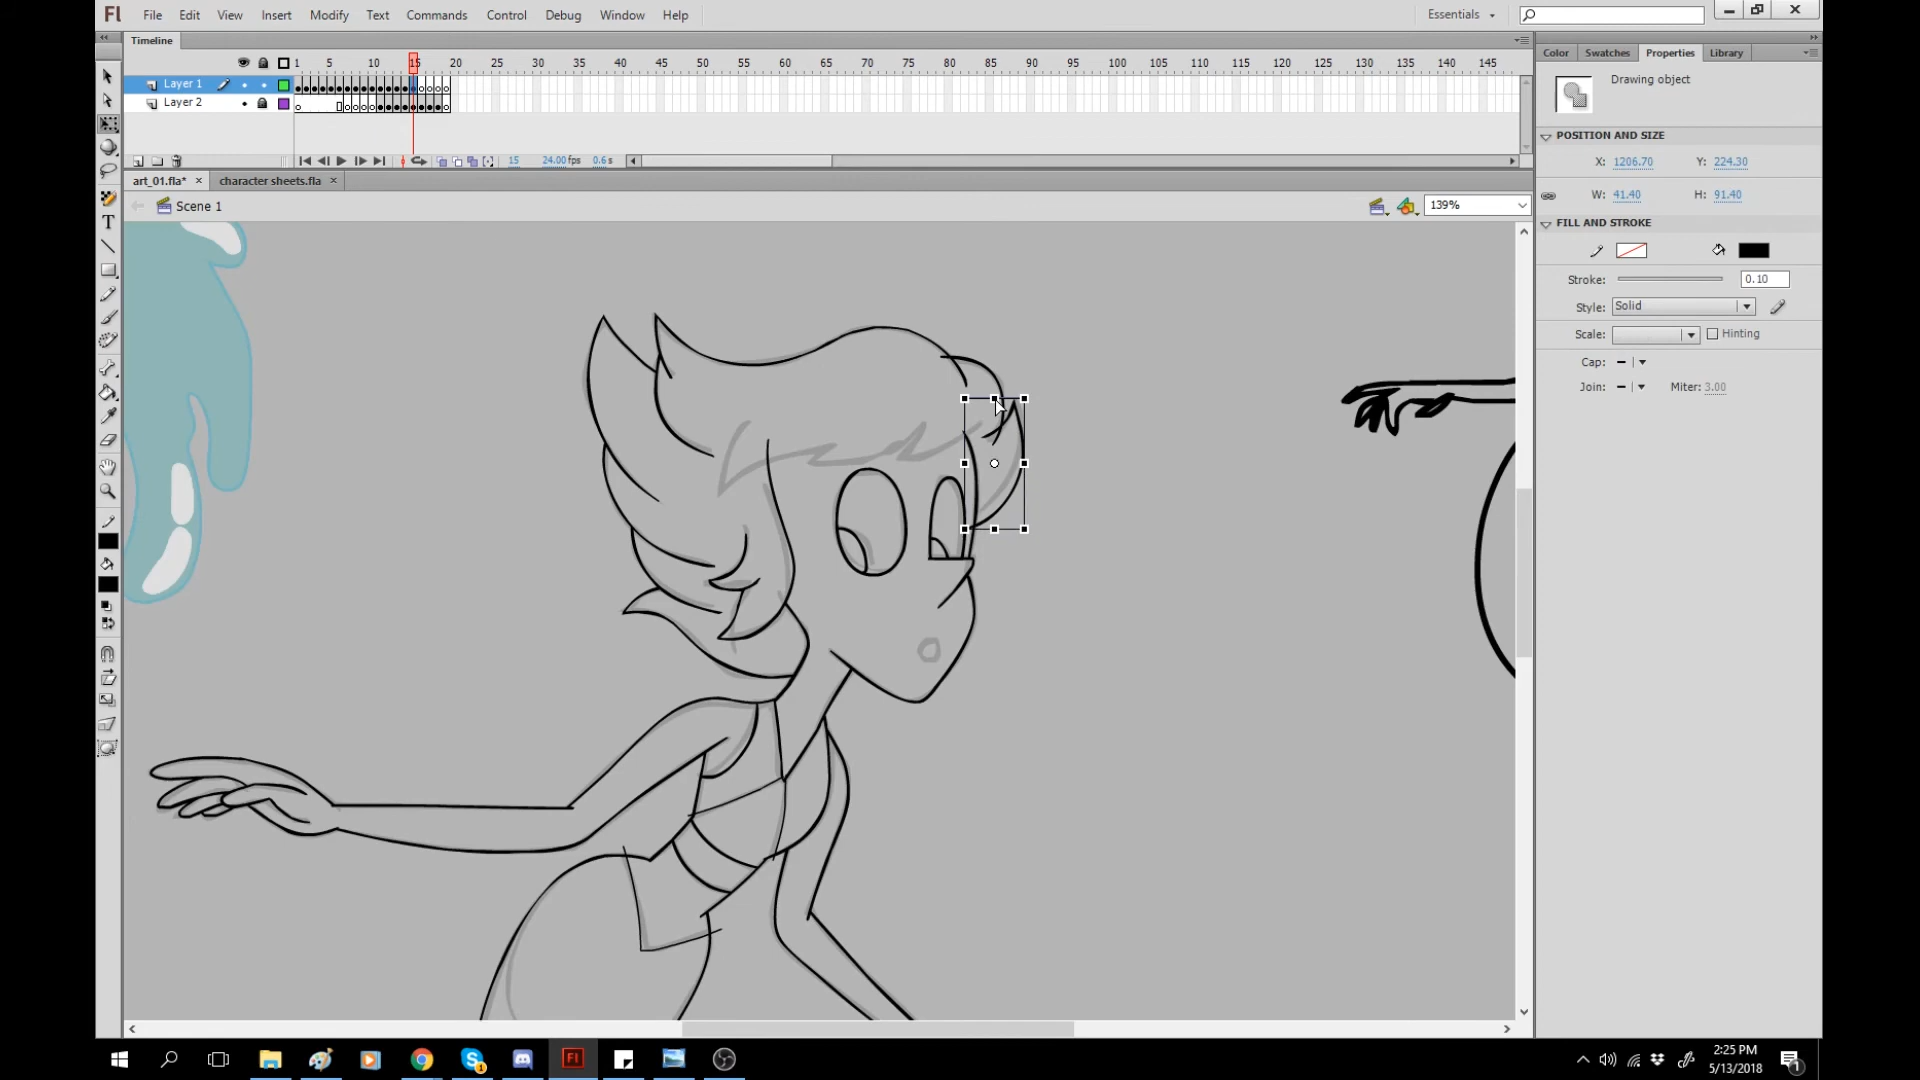 Fl File Edit View Insert Modify Text Commands Control Debug Window Help Essentials
Timeline
Color Swatches Properties Library
1 5 10 15 20 25 30 35 40 45 50 55 60 65 70 75 80 85 90 95 100 105 110 115 120 125 130 135 140 145
Layer 1
Layer 2
Drawing object
POSITION AND SIZE
X: 1206.70 Y: 224.30
15 24.00 fps 0.6 s
art_01.fla* × character sheets.fla ×
W: 41.40 H: 91.40
Scene 1
139%
FILL AND STROKE
Stroke: 0.10
Style: Solid
Scale: Hinting
Cap:
Join: Miter: 3.00
T
Fl
2:25 PM
5/13/2018
1
1